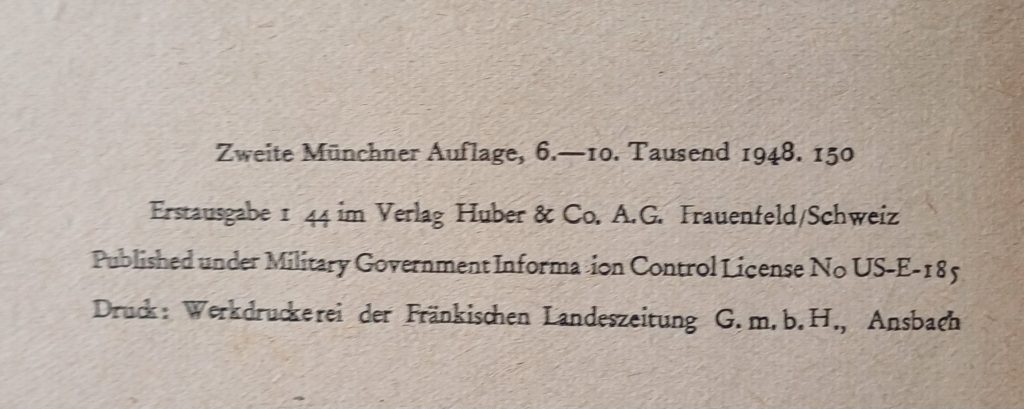 Zweite Münchner Auflage, 6.—10. Tausend 1948. 150
Erstausgabe 1 44 im Verlag Huber & Co. A.G. Frauenfeld/Schweiz
Published under Military Government Informa ion Control License No US-E-185
Druck: Werkdruckerei der Fränkischen Landeszeitung G. m. b. H., Ansbach